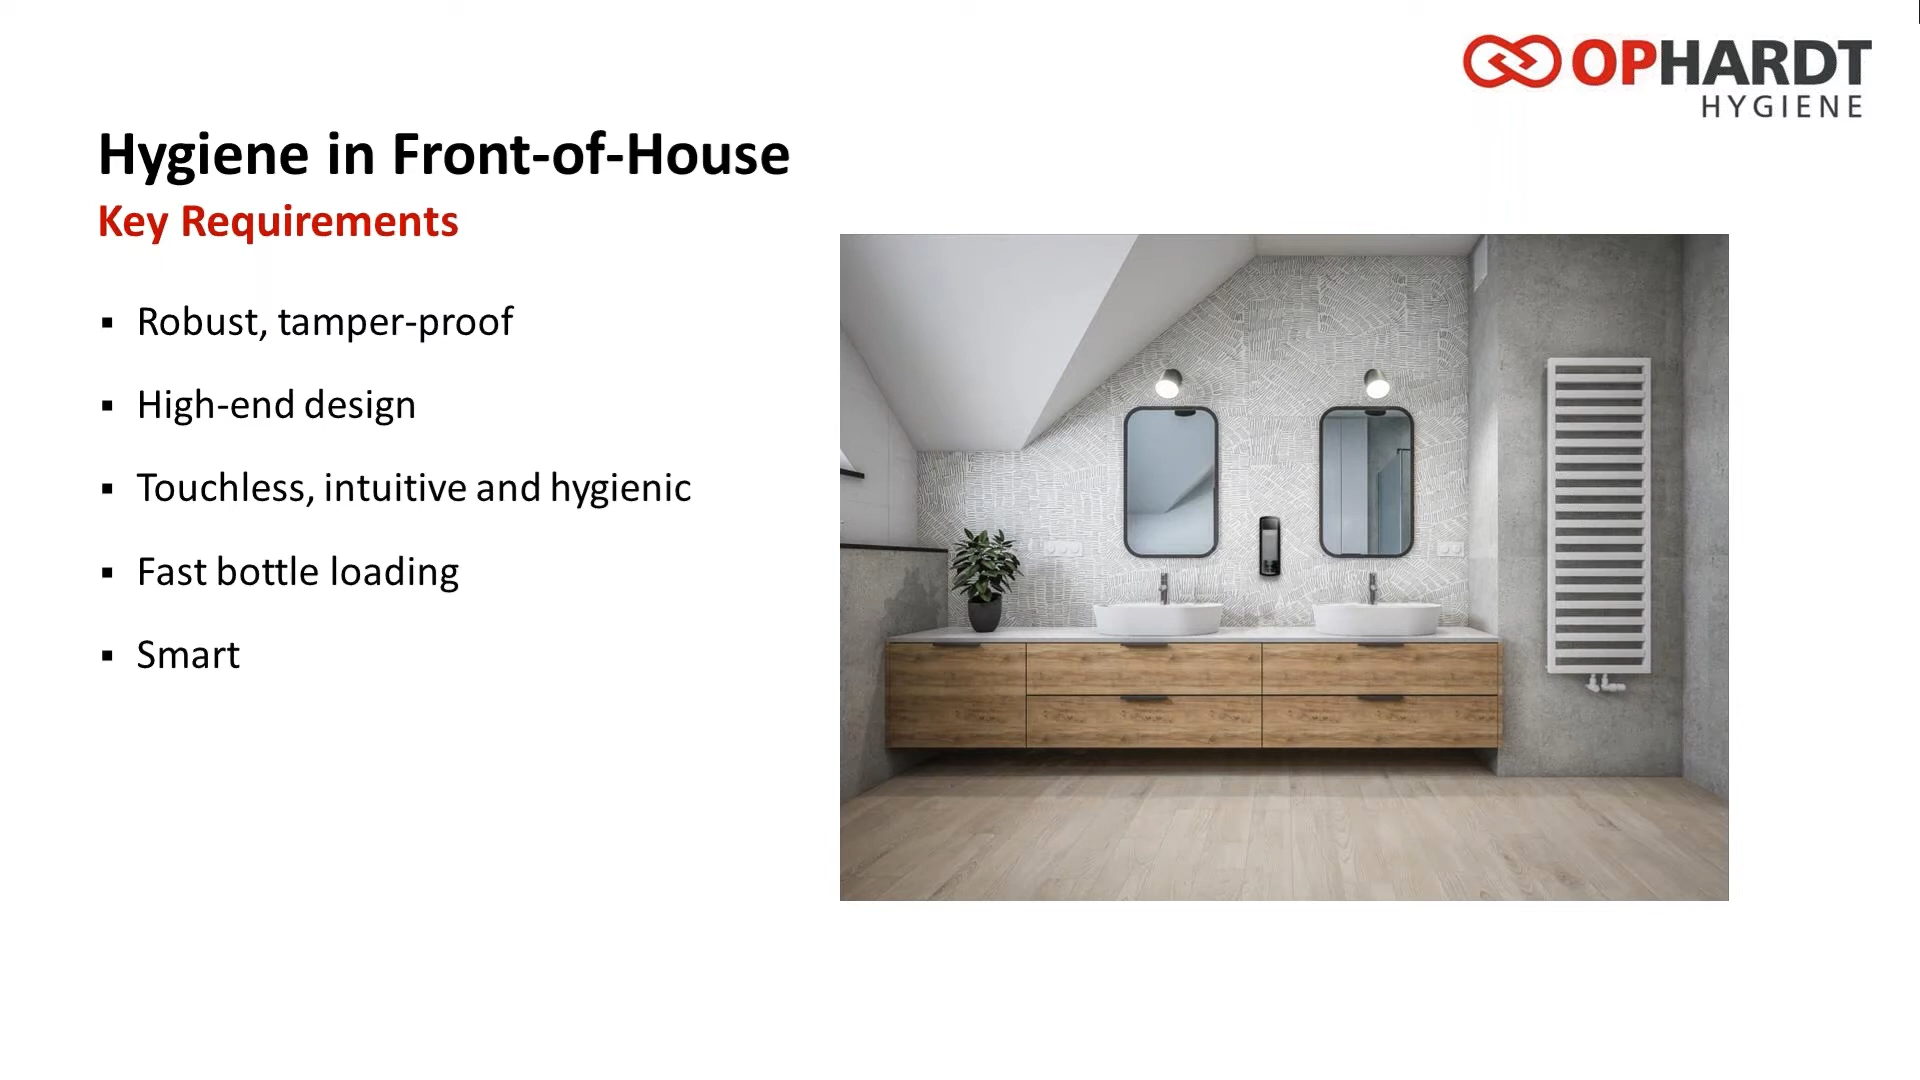 OPHARDT
HYGIENE
Hygiene in Front-of-House
Key Requirements
▪ Robust, tamper-proof
▪ High-end design
▪ Touchless, intuitive and hygienic
▪ Fast bottle loading
▪ Smart